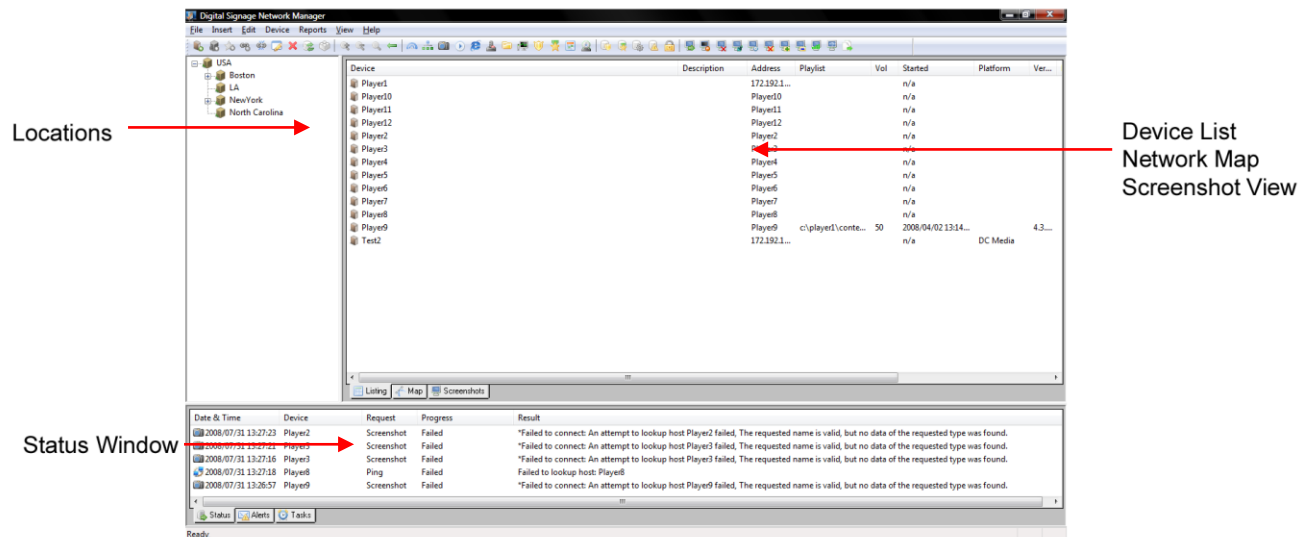 Digital Signage Network Manager
File Insert Edit Device Reports View Help
USA
Boston
LA
NewYork
North Carolina
Device Description Address Playlist Vol Started Platform Ver...
Player1 172.192.1... n/a
Player10 Player10 n/a
Player11 Player11 n/a
Player12 Player12 n/a
Player2 Player2 n/a
Player3 n/a
Player4 Player4 n/a
Player5 Player5 n/a
Player6 Player6 n/a
Player7 Player7 n/a
Player8 Player8 n/a
Player9 Player9 c:\player1\conte... 50 2008/04/02 13:14... 4.3....
Test2 172.192.1... n/a DC Media
Listing Map Screenshots
Locations
Device List
Network Map
Screenshot View
Status Window
Date & Time Device Request Progress Result
2008/07/31 13:27:23 Player2 Screenshot Failed *Failed to connect: An attempt to lookup host Player2 failed, The requested name is valid, but no data of the requested type was found.
2008/07/31 13:27:21 Screenshot Failed *Failed to connect: An attempt to lookup host Player3 failed, The requested name is valid, but no data of the requested type was found.
2008/07/31 13:27:16 Player3 Screenshot Failed *Failed to connect: An attempt to lookup host Player3 failed, The requested name is valid, but no data of the requested type was found.
2008/07/31 13:27:18 Player8 Ping Failed Failed to lookup host: Player8
2008/07/31 13:26:57 Player9 Screenshot Failed *Failed to connect: An attempt to lookup host Player9 failed, The requested name is valid, but no data of the requested type was found.
Status Alerts Tasks
Ready